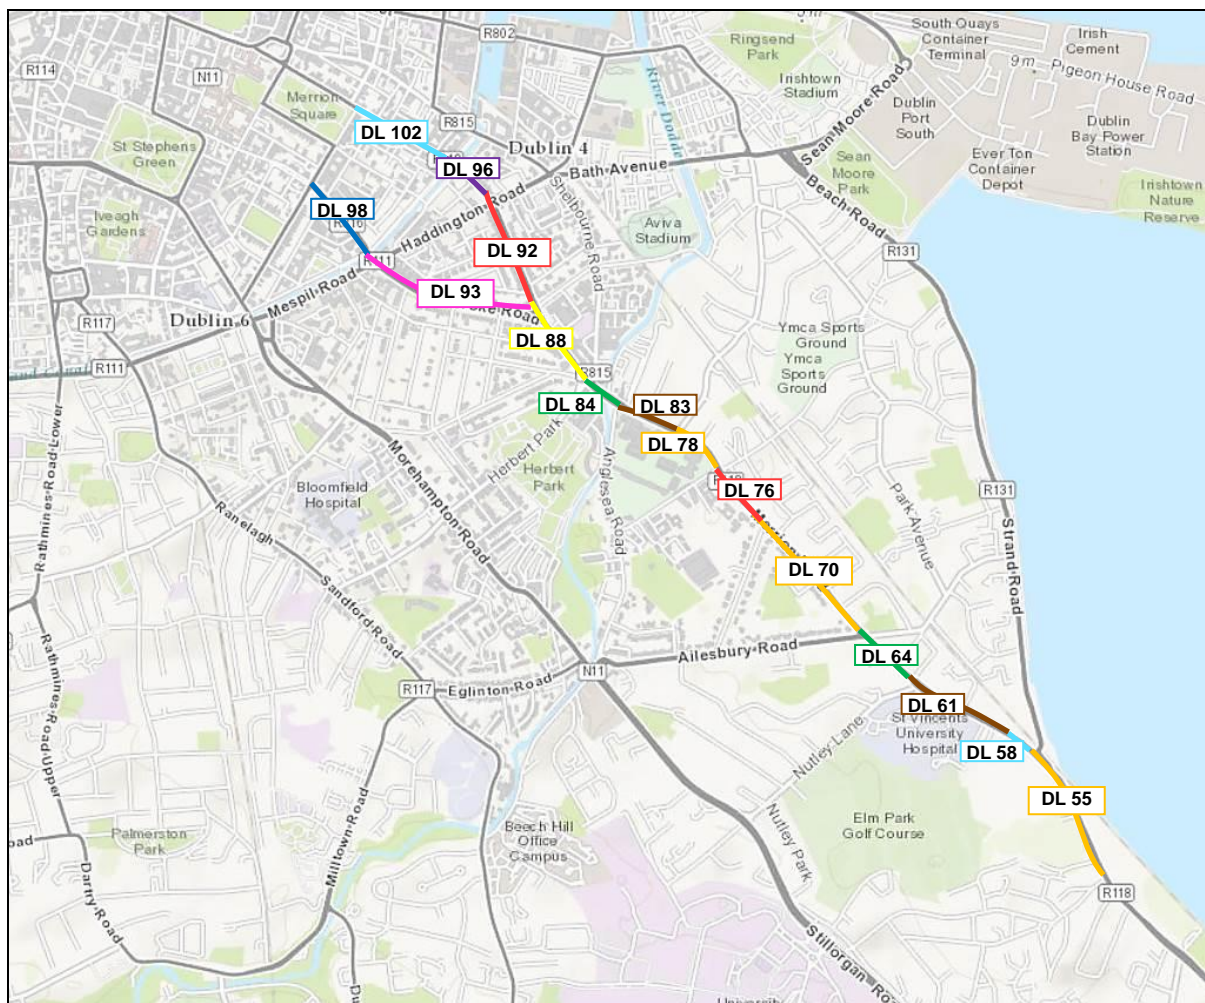 R802
Ringsend
Park
South Quays
Container
Terminal
Irish
Cement
R114
N11
Irishtown
Stadium
9 m
Pigeon House Road
Merrion
Square
River Dodder
Sean Moore Road
Dublin
Port
South
Dublin
Bay Power
Station
R815
DL 102
Dublin 4
St Stephens
Green
DL 96
Bath Avenue
Ever Ton
Container
Depot
Sean
Moore
Park
Irishtown
Nature
Reserve
Haddington Road
Shelbourne Road
Beach Road
DL 98
Iveagh
Gardens
Aviva
Stadium
R131
DL 92
R111
Mespil Road
DL 93
Dublin 6
R117
DL 88
Ymca Sports
Ground
Ymca
Sports
Ground
R111
R815
DL 84
DL 83
DL 78
Rathmines Road Lower
Morehampton Road
Herbert Park
Herbert
Park
Anglesea Road
DL 76
Bloomfield
Hospital
R131
Park Avenue
Ranelagh
Strand Road
DL 70
Sandford Road
Ailesbury Road
DL 64
N11
Rathmines Road Upper
R117
Eglinton Road
DL 61
St Vincents
University
Hospital
Nutley Lane
DL 58
DL 55
Milltown Road
Palmerston
Park
Beech Hill
Office
Campus
Nutley Park
Elm Park
Golf Course
Dartry Road
R118
Stillorgan